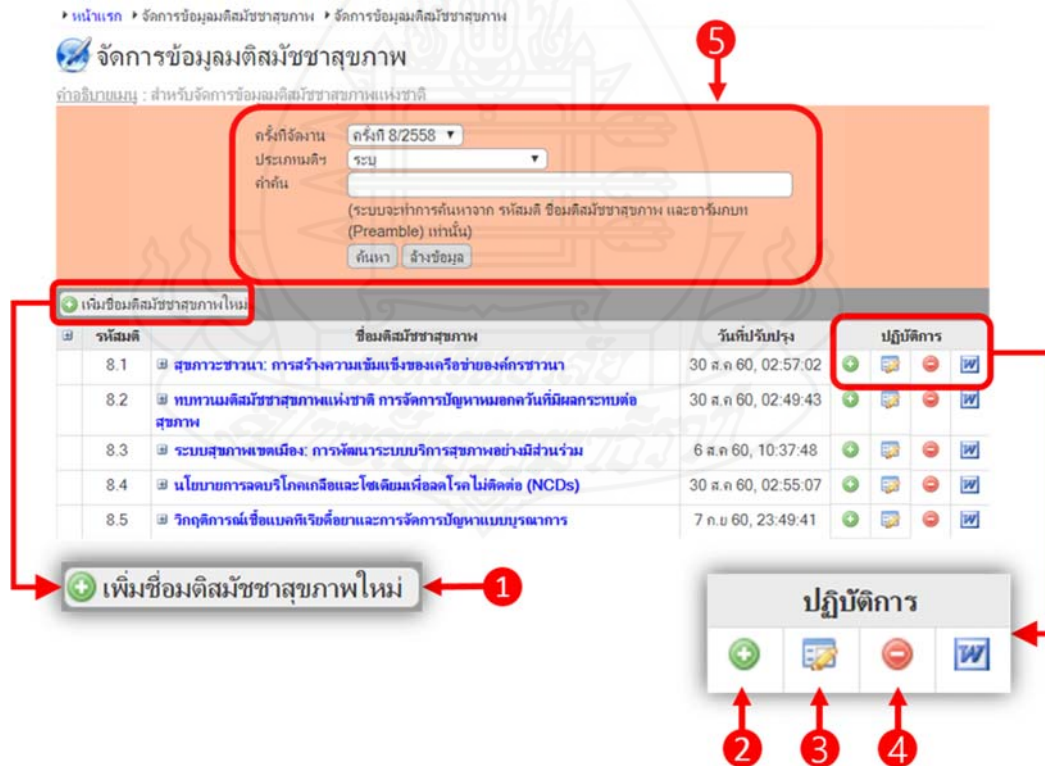 หน้าแรก จัดการข้อมูลมติสมัชชาสุขภาพ จัดการข้อมูลมติสมัชชาสุขภาพ
จัดการข้อมูลมติสมัชชาสุขภาพ
คำอธิบายเมนู : สำหรับจัดการข้อมูลมติสมัชชาสุขภาพแห่งชาติ
5
ครั้งที่จัดงาน ครั้งที่ 8/2558
ประเภทมติฯ ระบุ
คำค้น
(ระบบจะทำการค้นหาจาก รหัสมติ ชื่อมติสมัชชาสุขภาพ และอารัมภบท
(Preamble) เท่านั้น)
ค้นหา ล้างข้อมูล
เพิ่มชื่อมติสมัชชาสุขภาพใหม่
รหัสมติ ชื่อมติสมัชชาสุขภาพ วันที่ปรับปรุง ปฏิบัติการ
8.1 สุขภาวะชาวนา: การสร้างความเข้มแข็งของเครือข่ายองค์กรชาวนา 30 ส.ค 60, 02:57:02
8.2 ทบทวนมติสมัชชาสุขภาพแห่งชาติ การจัดการปัญหาหมอกควันที่มีผลกระทบต่อ 30 ส.ค 60, 02:49:43
สุขภาพ
8.3 ระบบสุขภาพเขตเมือง: การพัฒนาระบบบริการสุขภาพอย่างมีส่วนร่วม 6 ส.ค 60, 10:37:48
8.4 นโยบายการลดบริโภคเกลือและโซเดียมเพื่อลดโรคไม่ติดต่อ (NCDs) 30 ส.ค 60, 02:55:07
8.5 วิกฤติการณ์เชื้อแบคทีเรียดื้อยาและการจัดการปัญหาแบบบูรณาการ 7 ก.ย 60, 23:49:41
เพิ่มชื่อมติสมัชชาสุขภาพใหม่ 1
ปฏิบัติการ
2 3 4